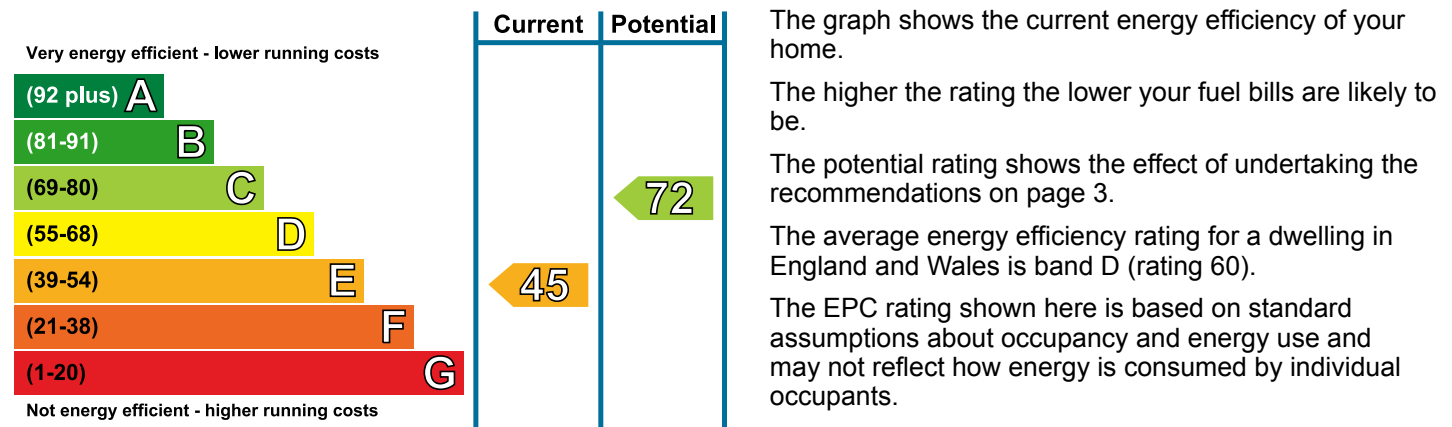 Current Potential
Very energy efficient - lower running costs
(92 plus) A
(81-91) B
(69-80) C
72
(55-68) D
(39-54) E
45
(21-38) F
(1-20) G
Not energy efficient - higher running costs
The graph shows the current energy efficiency of your
home.
The higher the rating the lower your fuel bills are likely to
be.
The potential rating shows the effect of undertaking the
recommendations on page 3.
The average energy efficiency rating for a dwelling in
England and Wales is band D (rating 60).
The EPC rating shown here is based on standard
assumptions about occupancy and energy use and
may not reflect how energy is consumed by individual
occupants.